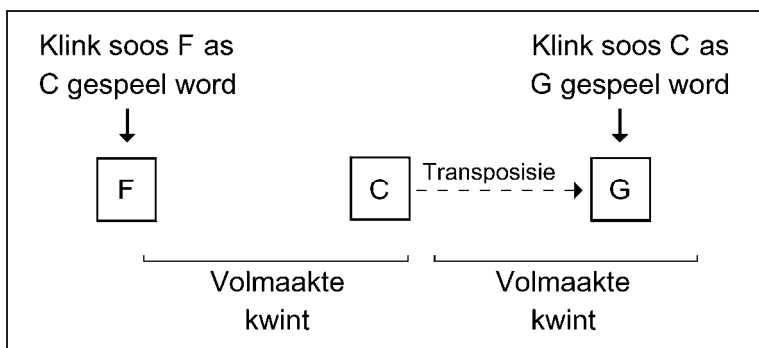 Klink soos F as
C gespeel word
Klink soos C as
G gespeel word
F
C
Transposisie
G
Volmaakte
kwint
Volmaakte
kwint